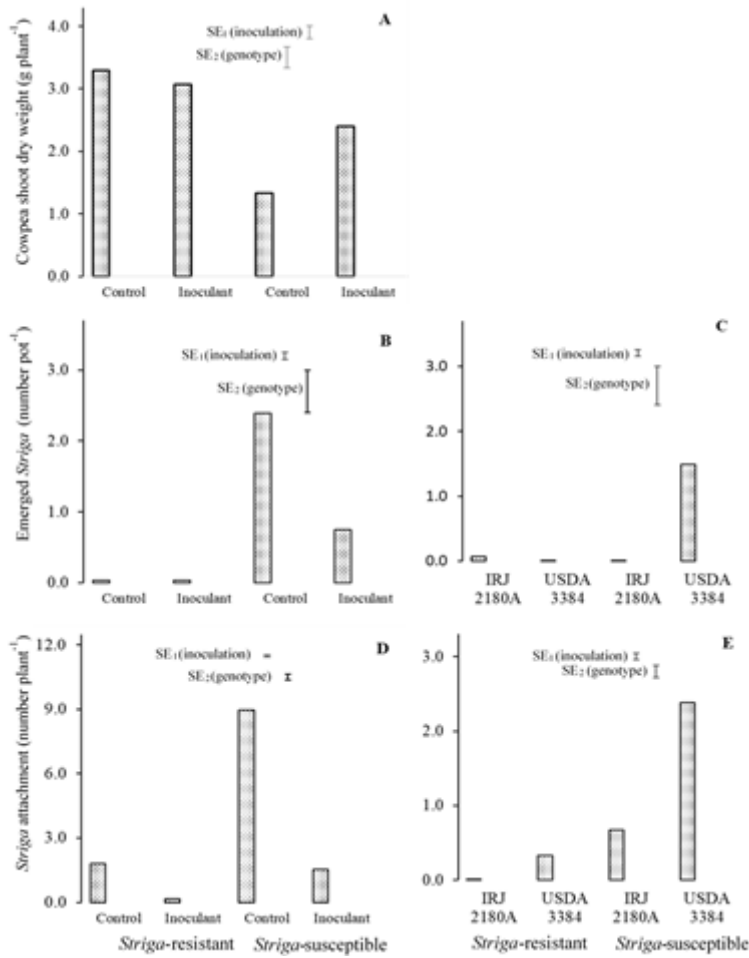 A
Cowpea shoot dry weight (g plant-1)
4.0
3.0
2.0
1.0
0.0
SE1 (inoculation)
SE2 (genotype)
Control Inoculant Control Inoculant
B
Emerged Striga (number pot-1)
3.0
2.0
1.0
0.0
SE1 (inoculation)
SE2 (genotype)
Control Inoculant Control Inoculant
C
3.0
2.0
1.0
0.0
SE1 (inoculation)
SE2 (genotype)
IRJ USDA IRJ USDA
2180A 3384 2180A 3384
D
Striga attachment (number plant-1)
12.0
9.0
6.0
3.0
0.0
SE1 (inoculation)
SE2 (genotype)
Control Inoculant Control Inoculant
Striga-resistant Striga-susceptible
E
3.0
2.0
1.0
0.0
SE1 (inoculation)
SE2 (genotype)
IRJ USDA IRJ USDA
2180A 3384 2180A 3384
Striga-resistant Striga-susceptible